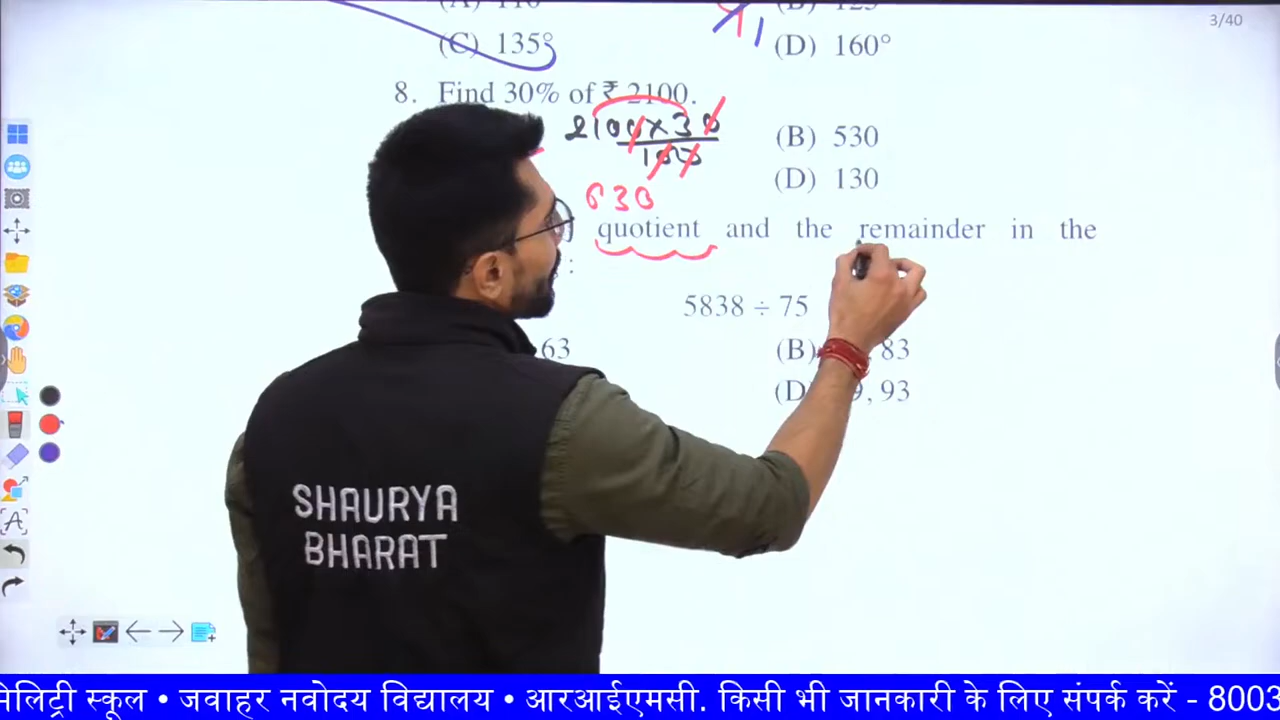 3/40
(C) 135°
(D) 160°
8. Find 30% of ₹ 2100.
2100×30
100
(B) 530
630
(D) 130
quotient and the remainder in the
:
5838 ÷ 75
63
(B) 83
(D) 93
SHAURYA
BHARAT
मिलिट्री स्कूल • जवाहर नवोदय विद्यालय • आरआईएमसी. किसी भी जानकारी के लिए संपर्क करें - 8003